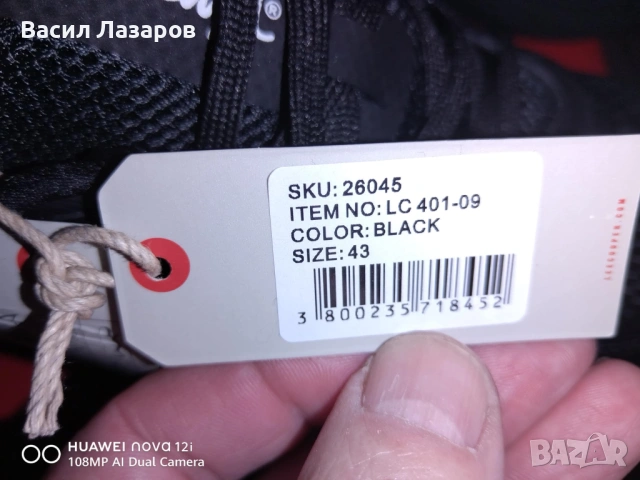 Васил Лазаров
®
SKU: 26045
ITEM NO: LC 401-09
COLOR: BLACK
SIZE: 43
3 800235 718452
HUAWEI nova 12i
108MP AI Dual Camera
bazar